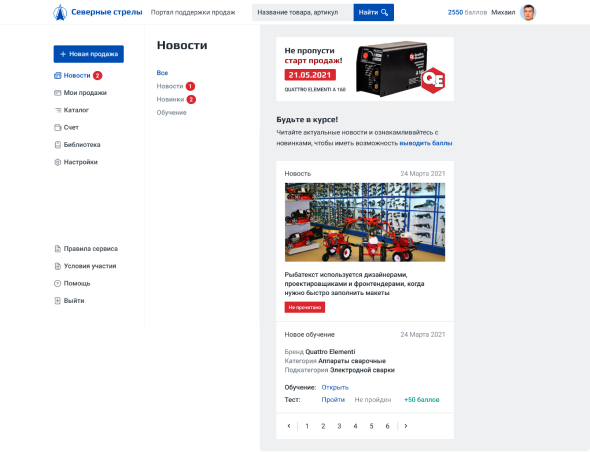 Северные стрелы
Портал поддержки продаж
Название товара, артикул
Найти
2550 баллов
Михаил
+ Новая продажа
Новости 2
Мои продажи
Каталог
Счет
Библиотека
Настройки
Правила сервиса
Условия участия
Помощь
Выйти
Новости
Все
Новости 1
Новинки 2
Обучение
Не пропусти
старт продаж!
21.05.2021
QUATTRO ELEMENTI A 160
QE
Будьте в курсе!
Читайте актуальные новости и ознакамливайтесь с
новинками, чтобы иметь возможность выводить баллы
Новость
24 Марта 2021
Рыбатекст используется дизайнерами,
проектировщиками и фронтендерами, когда
нужно быстро заполнить макеты
Не прочитано
Новое обучение
24 Марта 2021
Бренд Quattro Elementi
Категория Аппараты сварочные
Подкатегория Электродной сварки
Обучение: Открыть
Тест: Пройти Не пройден +50 баллов
‹ 1 2 3 4 5 6 ›